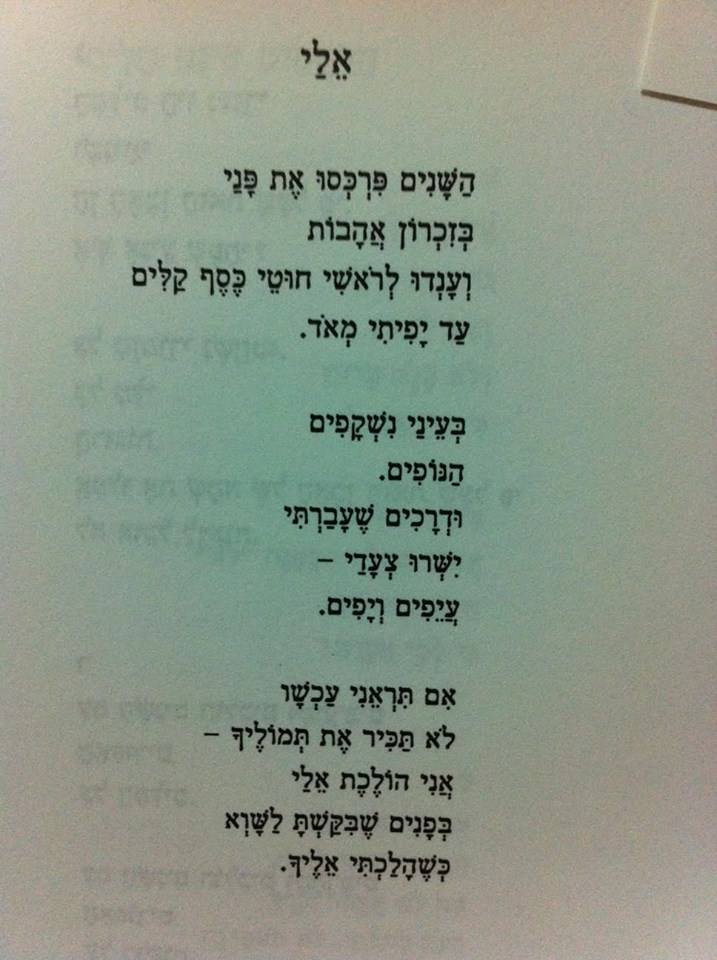 אֵלַי
הַשָּׁנִים פִּרְכְּסוּ אֶת פָּנַי
בְּזִכְרוֹן אֲהָבוֹת
וְעָנְדוּ לְרֹאשִׁי חוּטֵי כֶּסֶף קַלִּים
עַד יָפִיתִי מְאֹד.
בְּעֵינַי נִשְׁקָפִים
הַנּוֹפִים.
וּדְרָכִים שֶׁעָבַרְתִּי
יִשְּׁרוּ צְעָדַי –
עֲיֵפִים וְיָפִים.
אִם תִּרְאֵנִי עַכְשָׁו
לֹא תַּכִּיר אֶת תְּמוֹלֶיךָ –
אֲנִי הוֹלֶכֶת אֵלַי
בְּפָנִים שֶׁבִּקַּשְׁתָּ לַשָּׁוְא
כְּשֶׁהָלַכְתִּי אֵלֶיךָ.